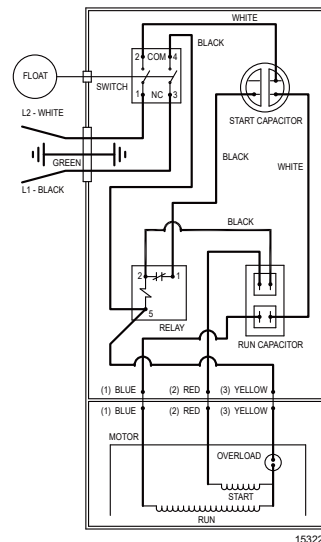 WHITE
BLACK
2 COM 4
FLOAT
SWITCH
1 NC 3
L2 - WHITE
START CAPACITOR
GREEN
BLACK
WHITE
L1 - BLACK
BLACK
2 1
5
RELAY
RUN CAPACITOR
(1) BLUE (2) RED (3) YELLOW
(1) BLUE (2) RED (3) YELLOW
MOTOR
OVERLOAD
START
RUN
15322